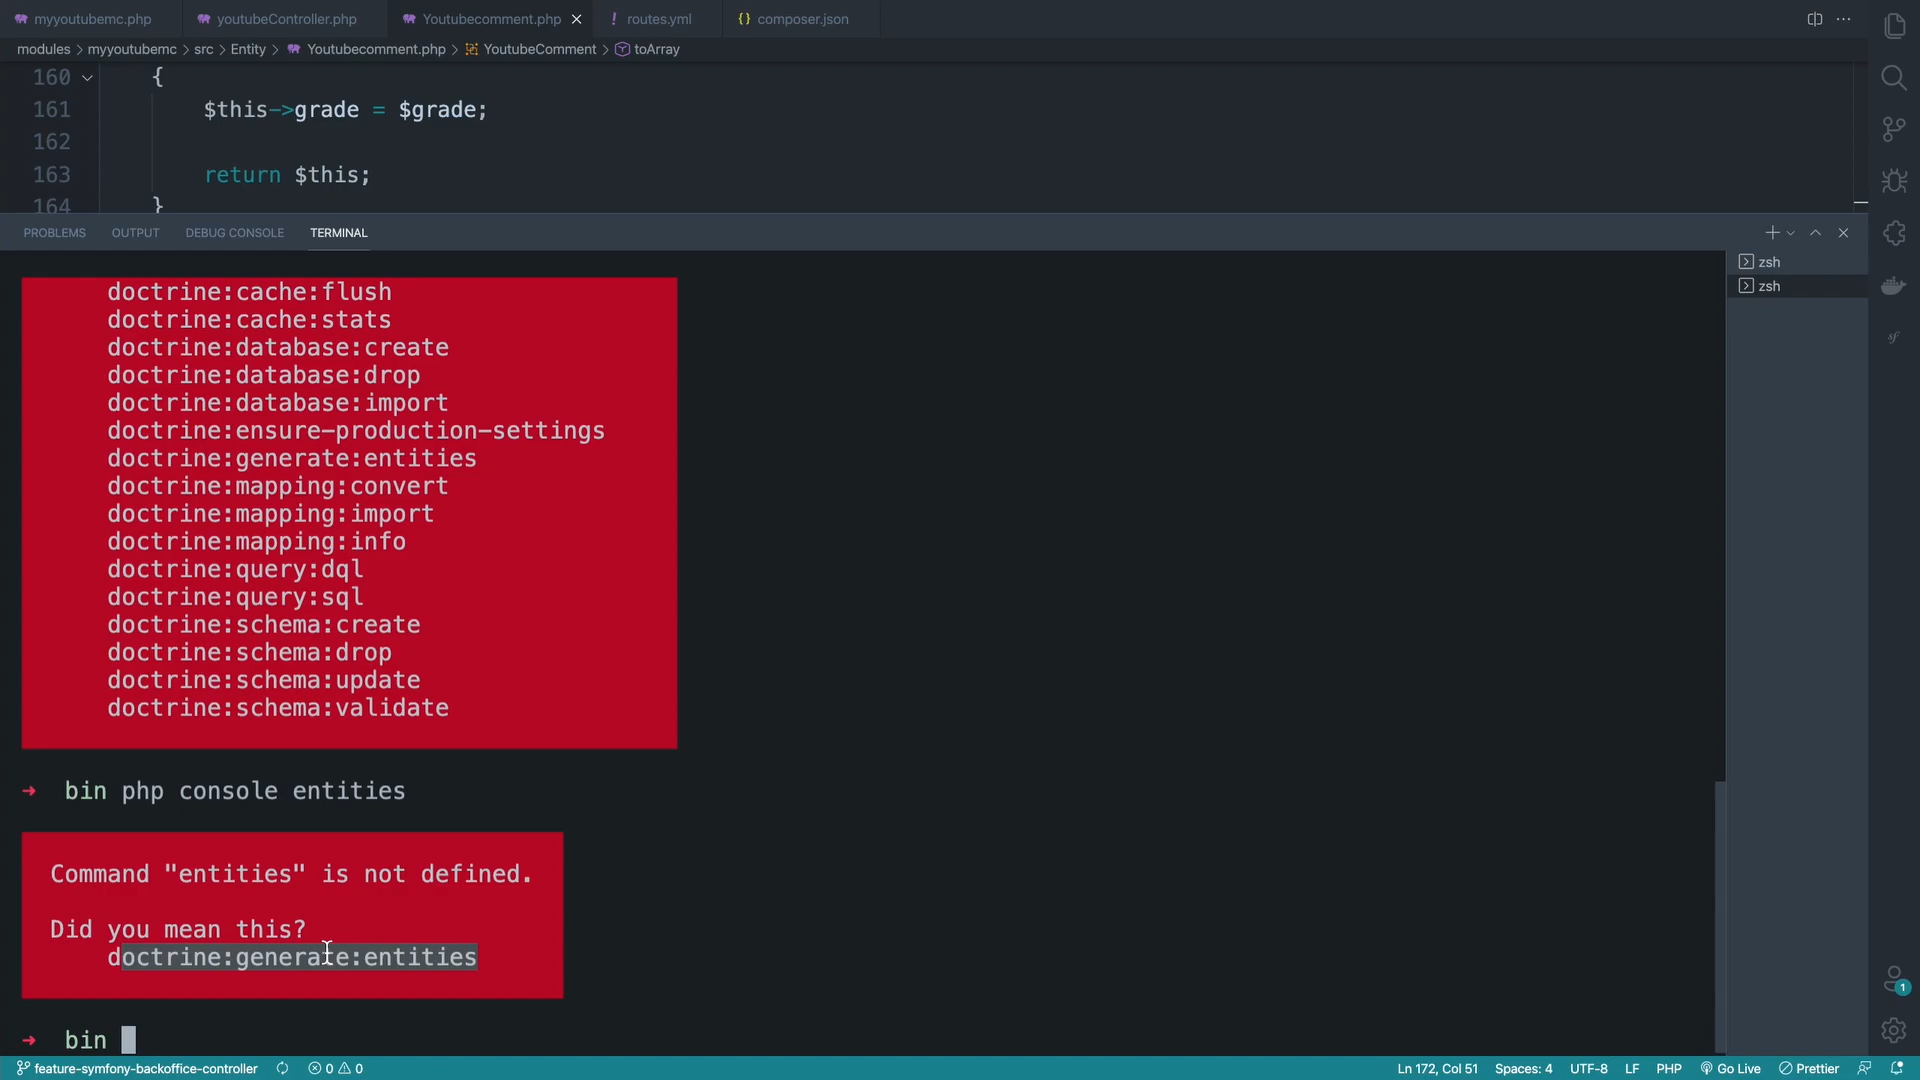 myyoutubemc.php youtubeController.php Youtubecomment.php routes.yml composer.json
modules > myyoutubemc > src > Entity > Youtubecomment.php > YoutubeComment > toArray
160 {
161 $this->grade = $grade;
162
163 return $this;
164 }
PROBLEMS OUTPUT DEBUG CONSOLE TERMINAL
zsh
zsh
doctrine:cache:flush
doctrine:cache:stats
doctrine:database:create
doctrine:database:drop
doctrine:database:import
doctrine:ensure-production-settings
doctrine:generate:entities
doctrine:mapping:convert
doctrine:mapping:import
doctrine:mapping:info
doctrine:query:dql
doctrine:query:sql
doctrine:schema:create
doctrine:schema:drop
doctrine:schema:update
doctrine:schema:validate
➜ bin php console entities
Command "entities" is not defined.
Did you mean this?
doctrine:generate:entities
➜ bin
1
feature-symfony-backoffice-controller 0 0 Ln 172, Col 51 Spaces: 4 UTF-8 LF PHP Go Live Prettier